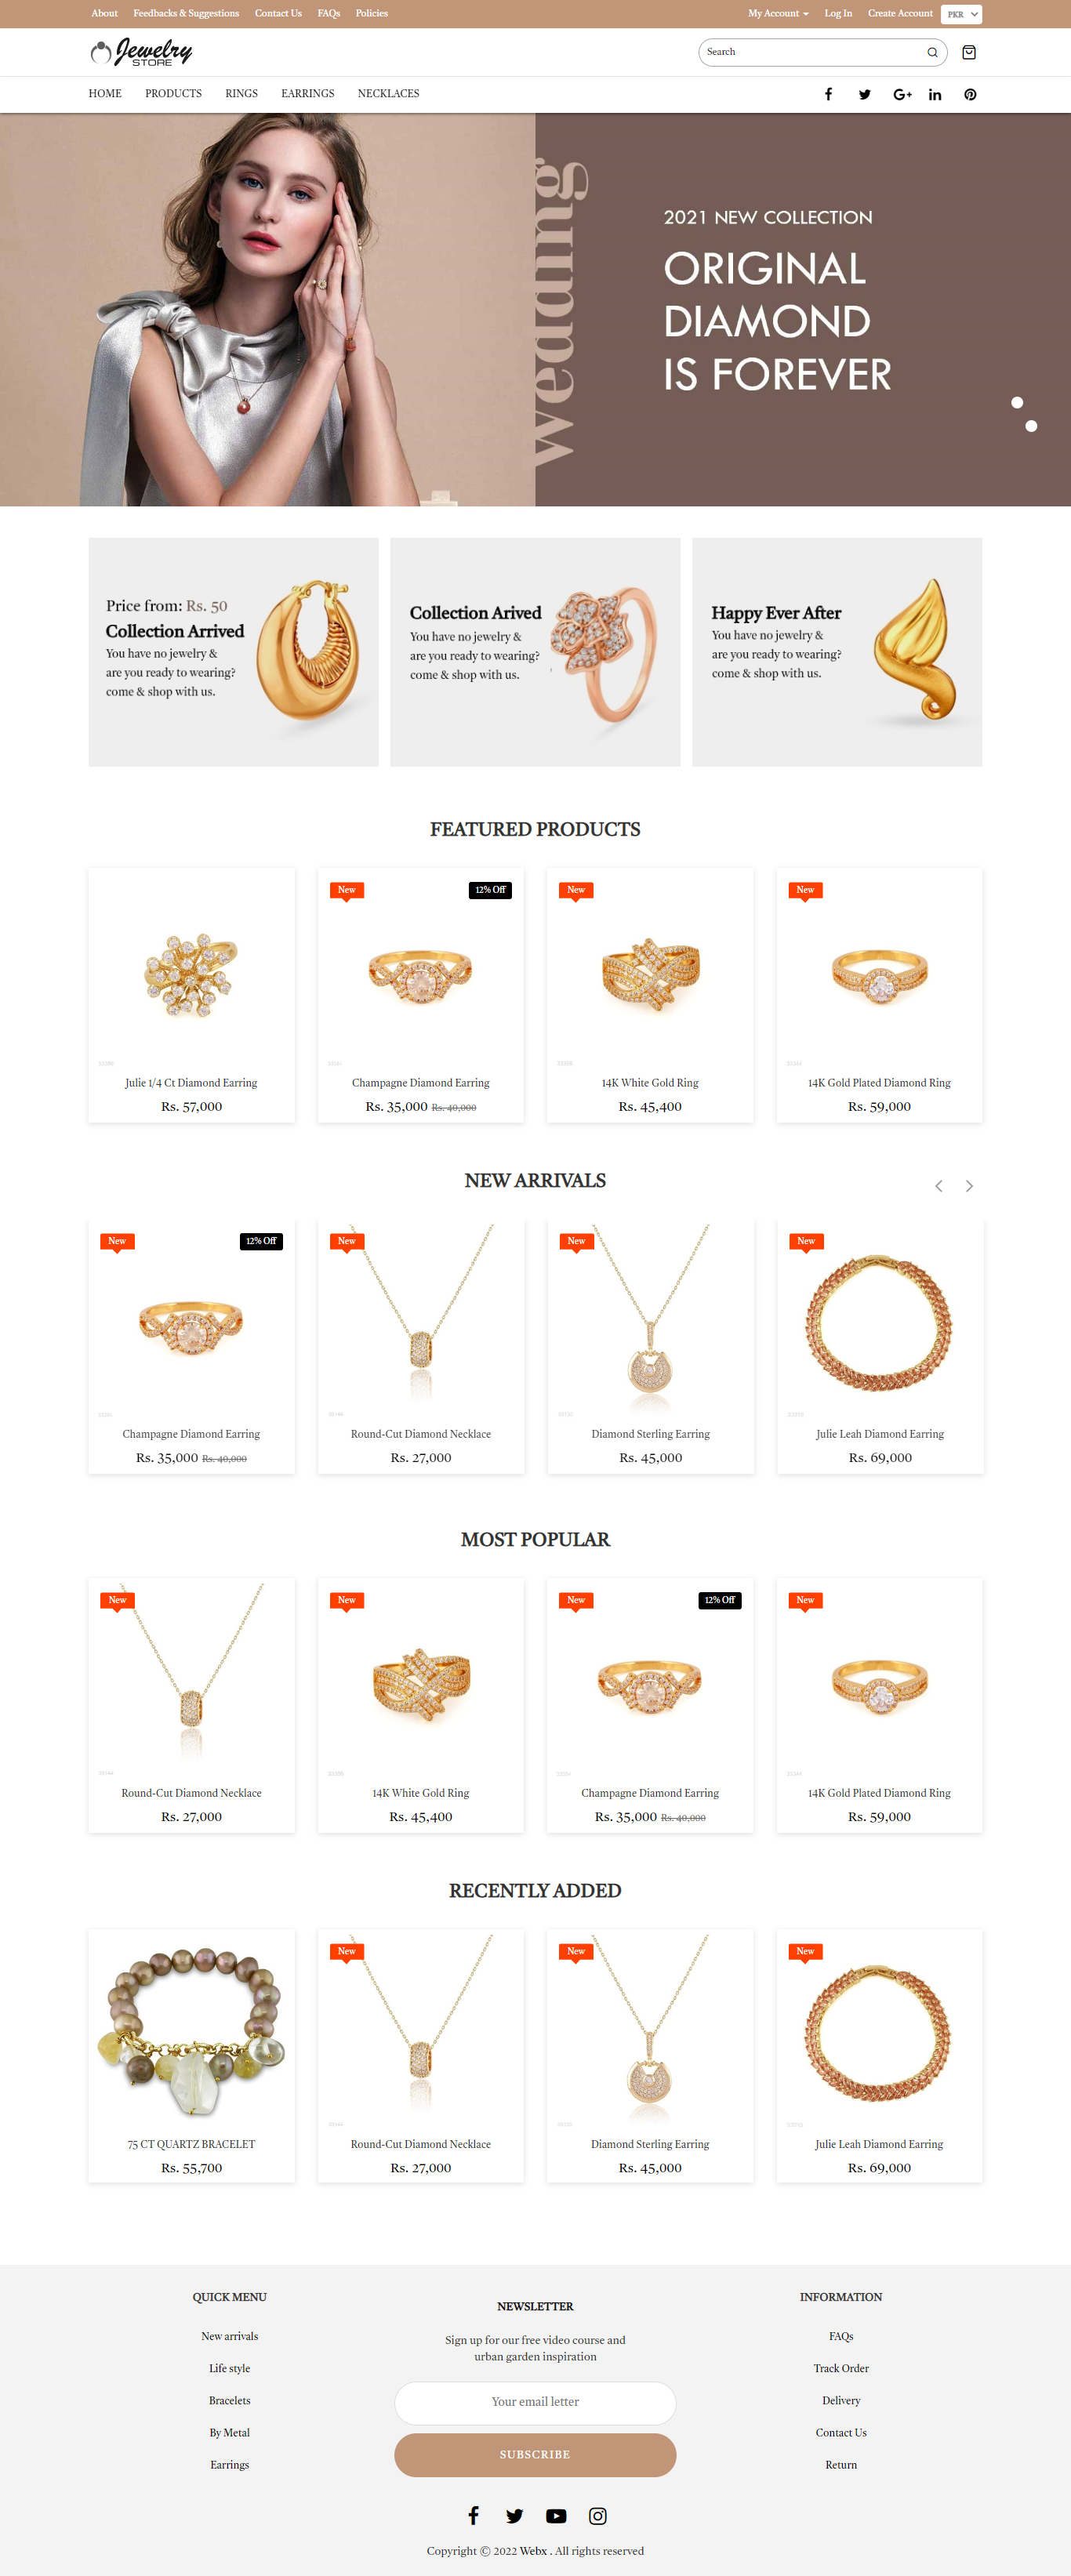 About Feedbacks & Suggestions Contact Us FAQs Policies My Account Log In Create Account PKR
Jewelry
STORE
Search
HOME PRODUCTS RINGS EARRINGS NECKLACES
wedding
2021 NEW COLLECTION
ORIGINAL
DIAMOND
IS FOREVER
Price from: Rs. 50
Collection Arrived
You have no jewelry &
are you ready to wearing?
come & shop with us.
Collection Arived
You have no jewelry &
are you ready to wearing?
come & shop with us.
Happy Ever After
You have no jewelry &
are you ready to wearing?
come & shop with us.
FEATURED PRODUCTS
Julie 1/4 Ct Diamond Earring
Rs. 57,000
New
12% Off
Champagne Diamond Earring
Rs. 35,000 Rs. 40,000
New
14K White Gold Ring
Rs. 45,400
New
14K Gold Plated Diamond Ring
Rs. 59,000
NEW ARRIVALS
New
12% Off
Champagne Diamond Earring
Rs. 35,000 Rs. 40,000
New
Round-Cut Diamond Necklace
Rs. 27,000
New
Diamond Sterling Earring
Rs. 45,000
New
Julie Leah Diamond Earring
Rs. 69,000
MOST POPULAR
New
Round-Cut Diamond Necklace
Rs. 27,000
New
14K White Gold Ring
Rs. 45,400
New
12% Off
Champagne Diamond Earring
Rs. 35,000 Rs. 40,000
New
14K Gold Plated Diamond Ring
Rs. 59,000
RECENTLY ADDED
75 CT QUARTZ BRACELET
Rs. 55,700
New
Round-Cut Diamond Necklace
Rs. 27,000
New
Diamond Sterling Earring
Rs. 45,000
New
Julie Leah Diamond Earring
Rs. 69,000
QUICK MENU
New arrivals
Life style
Bracelets
By Metal
Earrings
NEWSLETTER
Sign up for our free video course and
urban garden inspiration
Your email letter
SUBSCRIBE
INFORMATION
FAQs
Track Order
Delivery
Contact Us
Return
Copyright © 2022 Webx . All rights reserved